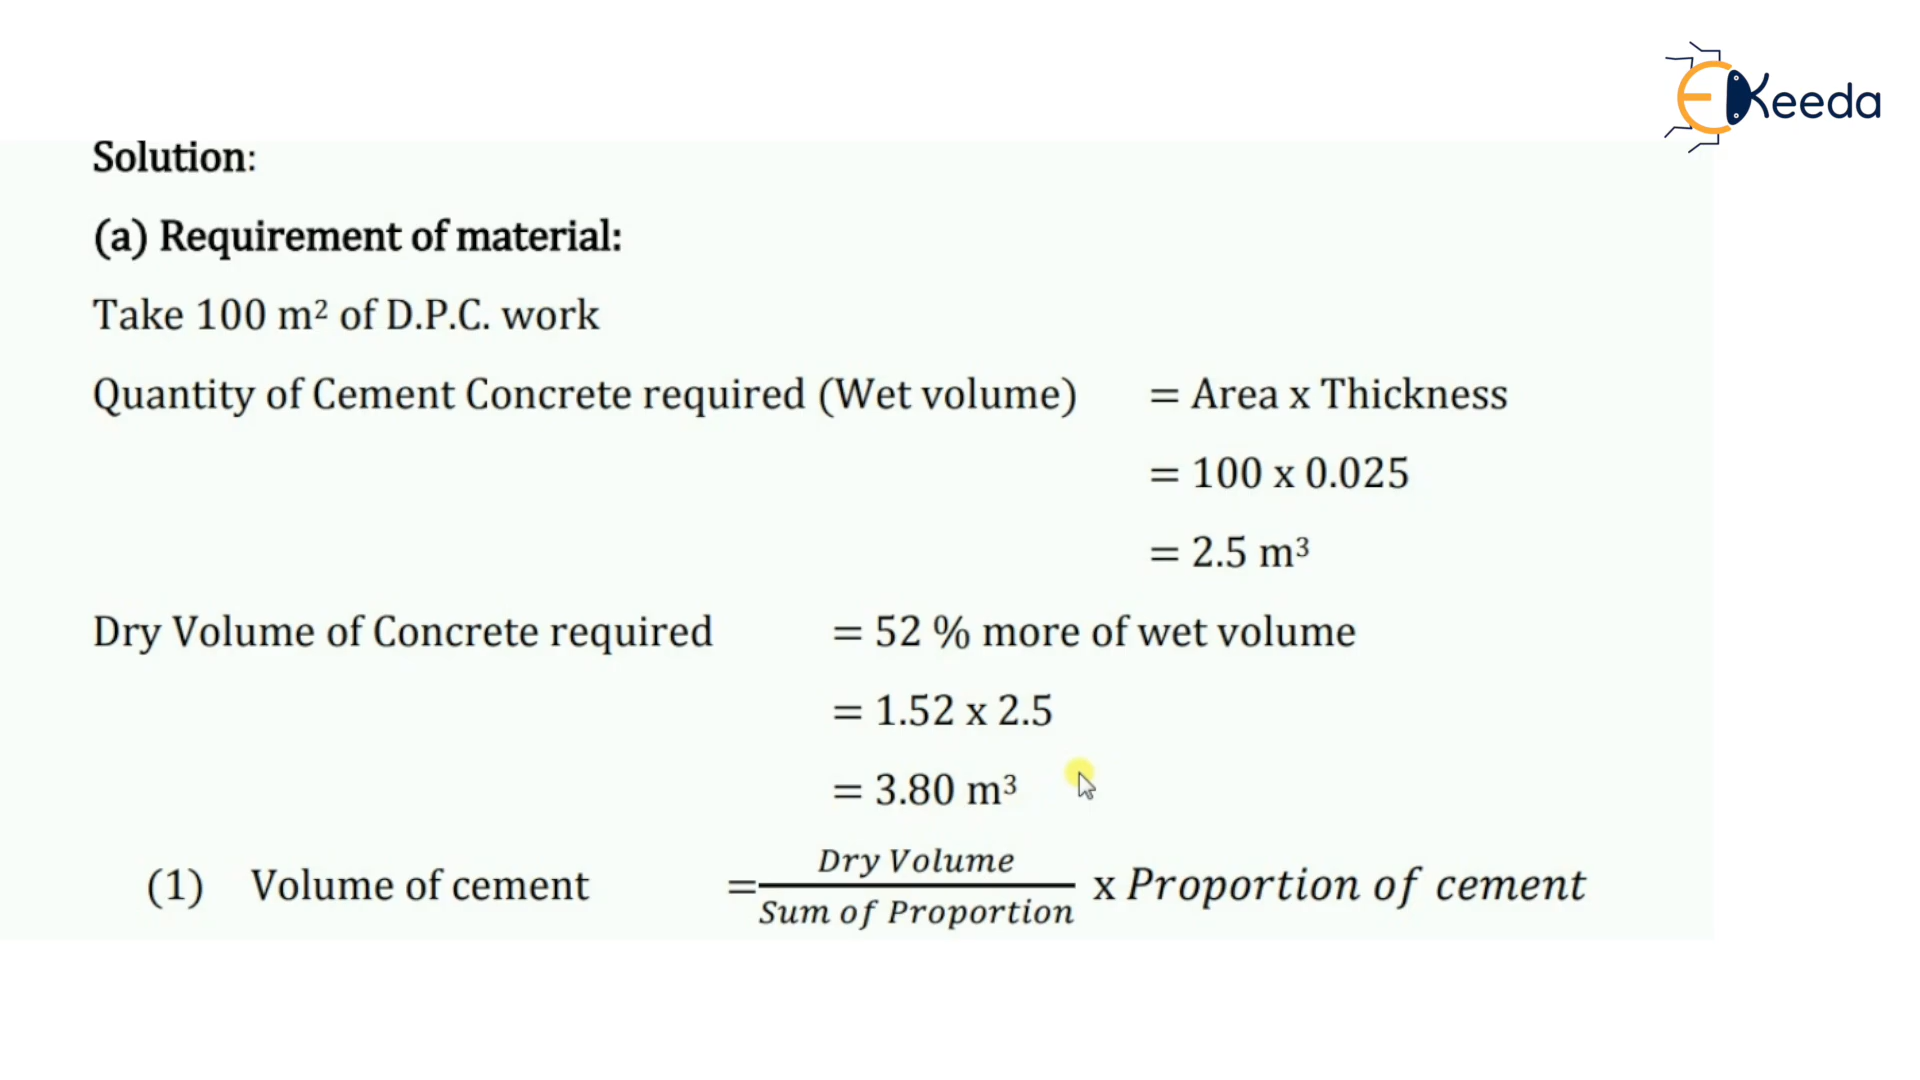 EKeeda
Solution:
(a) Requirement of material:
Take 100 m² of D.P.C. work
Quantity of Cement Concrete required (Wet volume) = Area x Thickness
= 100 x 0.025
= 2.5 m³
Dry Volume of Concrete required = 52 % more of wet volume
= 1.52 x 2.5
= 3.80 m³
(1) Volume of cement = Dry Volume / Sum of Proportion x Proportion of cement